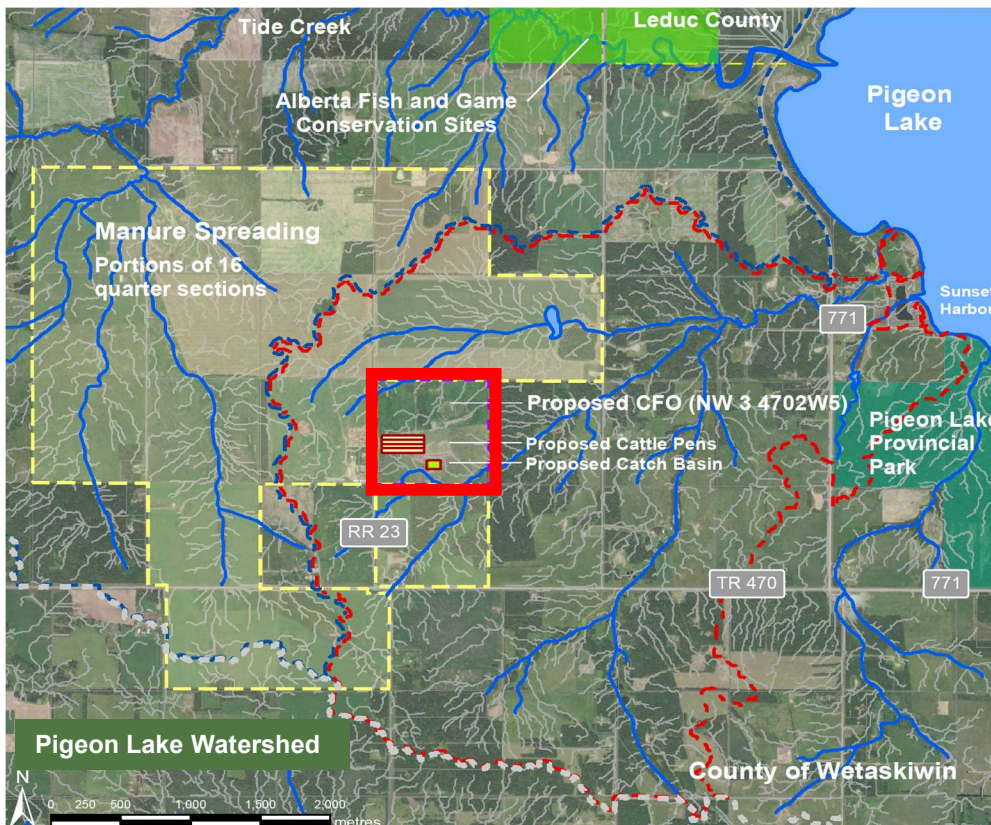 Tide Creek
Leduc County
Alberta Fish and Game
Conservation Sites
Pigeon
Lake
Manure Spreading
Portions of 16
quarter sections
771
Sunset
Harbou
Proposed CFO (NW 3 4702W5)
Proposed Cattle Pens
Proposed Catch Basin
Pigeon Lake
Provincial
Park
RR 23
TR 470
771
Pigeon Lake Watershed
County of Wetaskiwin
N
0 250 500 1,000 1,500 2,000
metres